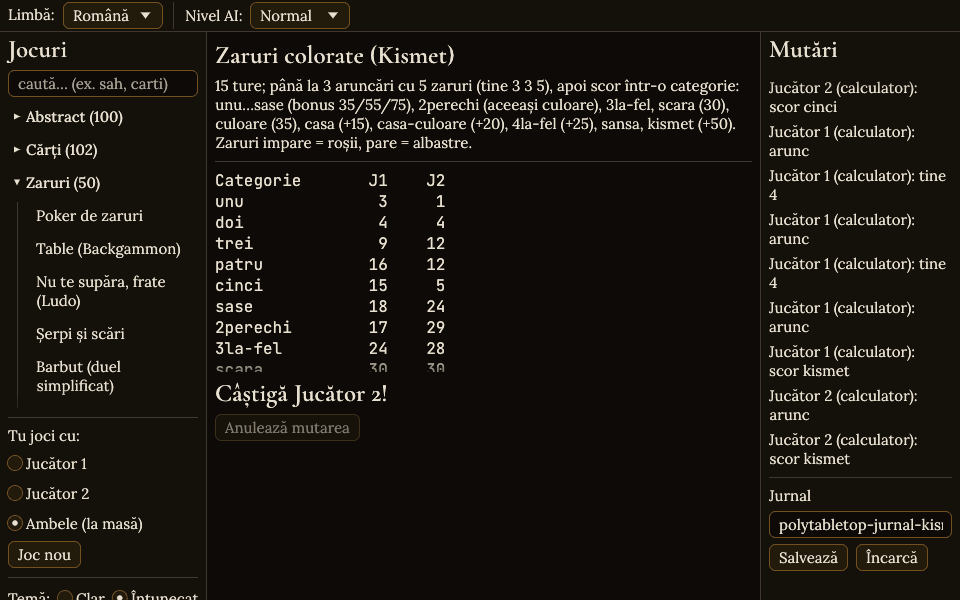 Limbă: Română ▼ Nivel AI: Normal ▼
Jocuri
caută... (ex. sah, carti)
▸ Abstract (100)
▸ Cărți (102)
▾ Zaruri (50)
Poker de zaruri
Table (Backgammon)
Nu te supăra, frate
(Ludo)
Șerpi și scări
Barbut (duel
simplificat)
Tu joci cu:
Jucător 1
Jucător 2
Ambele (la masă)
Joc nou
Temă: Clar Întunecat
Zaruri colorate (Kismet)
15 ture; până la 3 aruncări cu 5 zaruri (tine 3 3 5), apoi scor într-o categorie:
unu...sase (bonus 35/55/75), 2perechi (aceeași culoare), 3la-fel, scara (30),
culoare (35), casa (+15), casa-culoare (+20), 4la-fel (+25), sansa, kismet (+50).
Zaruri impare = roșii, pare = albastre.
Categorie J1 J2
unu 3 1
doi 4 4
trei 9 12
patru 16 12
cinci 15 5
sase 18 24
2perechi 17 29
3la-fel 24 28
scara 30 30
Câștigă Jucător 2!
Anulează mutarea
Mutări
Jucător 2 (calculator):
scor cinci
Jucător 1 (calculator):
arunc
Jucător 1 (calculator): tine
4
Jucător 1 (calculator):
arunc
Jucător 1 (calculator): tine
4
Jucător 1 (calculator):
arunc
Jucător 1 (calculator):
scor kismet
Jucător 2 (calculator):
arunc
Jucător 2 (calculator):
scor kismet
Jurnal
polytabletop-jurnal-kis
Salvează Încarcă